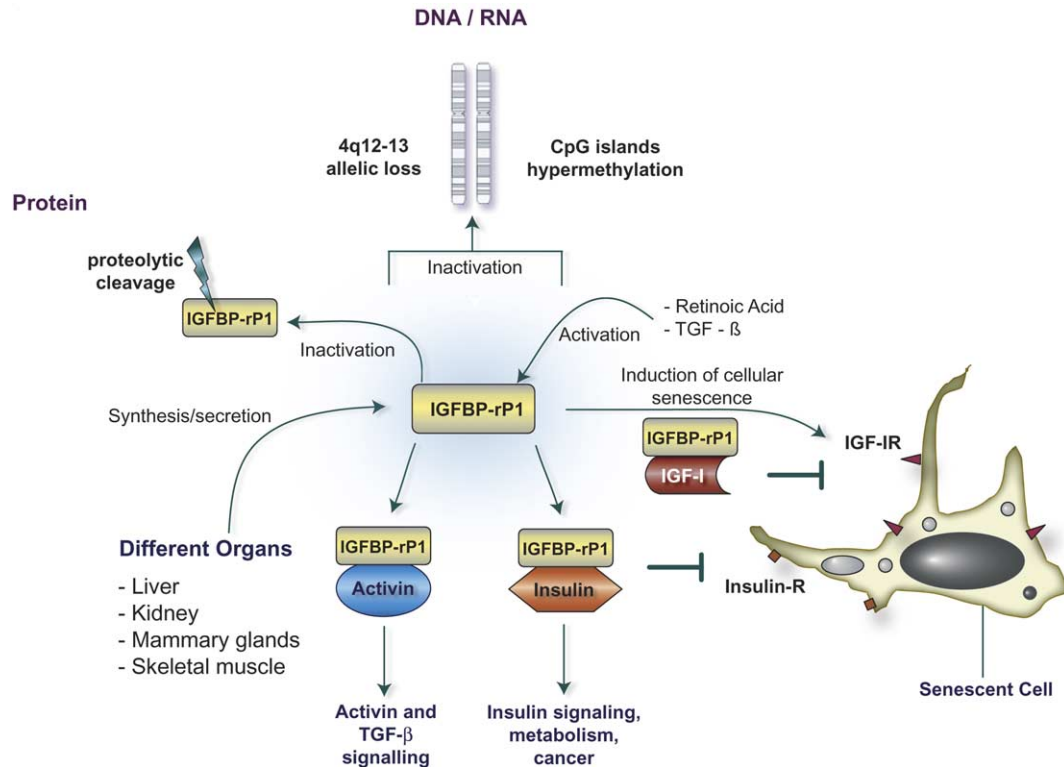 DNA / RNA
4q12-13
allelic loss
CpG islands
hypermethylation
Protein
proteolytic
cleavage
IGFBP-rP1
Inactivation
Inactivation
- Retinoic Acid
- TGF - ß
Activation
Induction of cellular
senescence
Synthesis/secretion
IGFBP-rP1
IGFBP-rP1
IGF-I
IGF-IR
Different Organs
- Liver
- Kidney
- Mammary glands
- Skeletal muscle
IGFBP-rP1
Activin
IGFBP-rP1
Insulin
Insulin-R
Senescent Cell
Activin and
TGF-β
signalling
Insulin signaling,
metabolism,
cancer